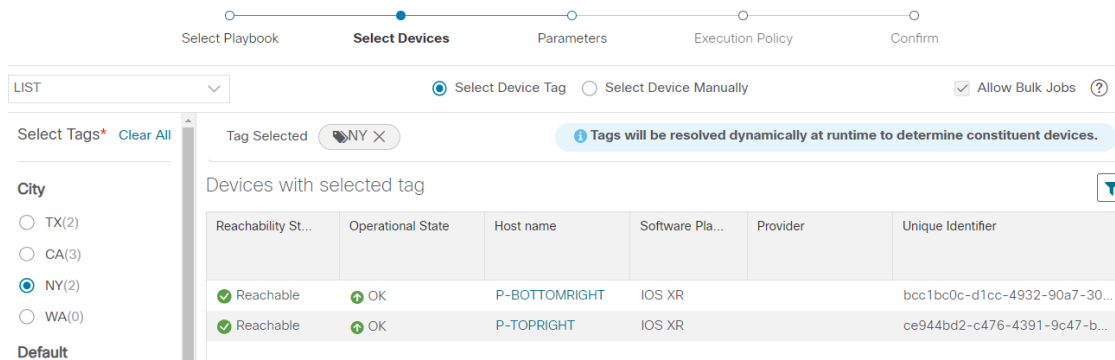 Select Playbook Select Devices Parameters Execution Policy Confirm
LIST Select Device Tag Select Device Manually Allow Bulk Jobs ?
Select Tags* Clear All Tag Selected NY Tags will be resolved dynamically at runtime to determine constituent devices.
City Devices with selected tag
TX(2) Reachability St... Operational State Host name Software Pla... Provider Unique Identifier
CA(3)
NY(2) Reachable OK P-BOTTOMRIGHT IOS XR bcc1bc0c-d1cc-4932-90a7-30...
WA(0) Reachable OK P-TOPRIGHT IOS XR ce944bd2-c476-4391-9c47-b...
Default